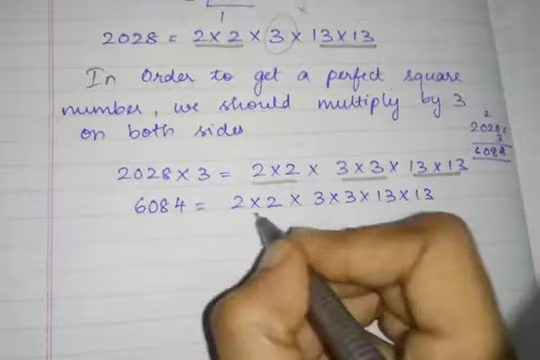 1
2028 = 2×2 × 3 × 13×13
In Order to get a perfect square
number, we should multiply by 3
on both sides
2
2028×
3
6084
2028 × 3 = 2×2 × 3×3 × 13×13
6084 = 2×2 × 3×3×13×13